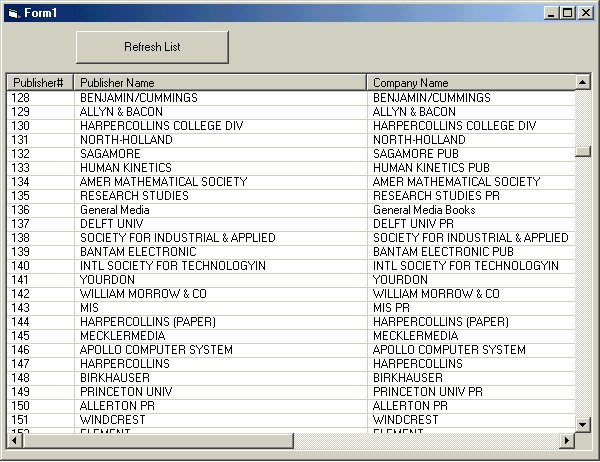 Form1
Refresh List
Publisher# Publisher Name Company Name
128 BENJAMIN/CUMMINGS BENJAMIN/CUMMINGS
129 ALLYN & BACON ALLYN & BACON
130 HARPERCOLLINS COLLEGE DIV HARPERCOLLINS COLLEGE DIV
131 NORTH-HOLLAND NORTH-HOLLAND
132 SAGAMORE SAGAMORE PUB
133 HUMAN KINETICS HUMAN KINETICS PUB
134 AMER MATHEMATICAL SOCIETY AMER MATHEMATICAL SOCIETY
135 RESEARCH STUDIES RESEARCH STUDIES PR
136 General Media General Media Books
137 DELFT UNIV DELFT UNIV PR
138 SOCIETY FOR INDUSTRIAL & APPLIED SOCIETY FOR INDUSTRIAL & APPLIED
139 BANTAM ELECTRONIC BANTAM ELECTRONIC PUB
140 INTL SOCIETY FOR TECHNOLOGYIN INTL SOCIETY FOR TECHNOLOGYIN
141 YOURDON YOURDON
142 WILLIAM MORROW & CO WILLIAM MORROW & CO
143 MIS MIS PR
144 HARPERCOLLINS (PAPER) HARPERCOLLINS (PAPER)
145 MECKLERMEDIA MECKLERMEDIA
146 APOLLO COMPUTER SYSTEM APOLLO COMPUTER SYSTEM
147 HARPERCOLLINS HARPERCOLLINS
148 BIRKHAUSER BIRKHAUSER
149 PRINCETON UNIV PRINCETON UNIV PR
150 ALLERTON PR ALLERTON PR
151 WINDCREST WINDCREST
152 ELEMENT ELEMENT